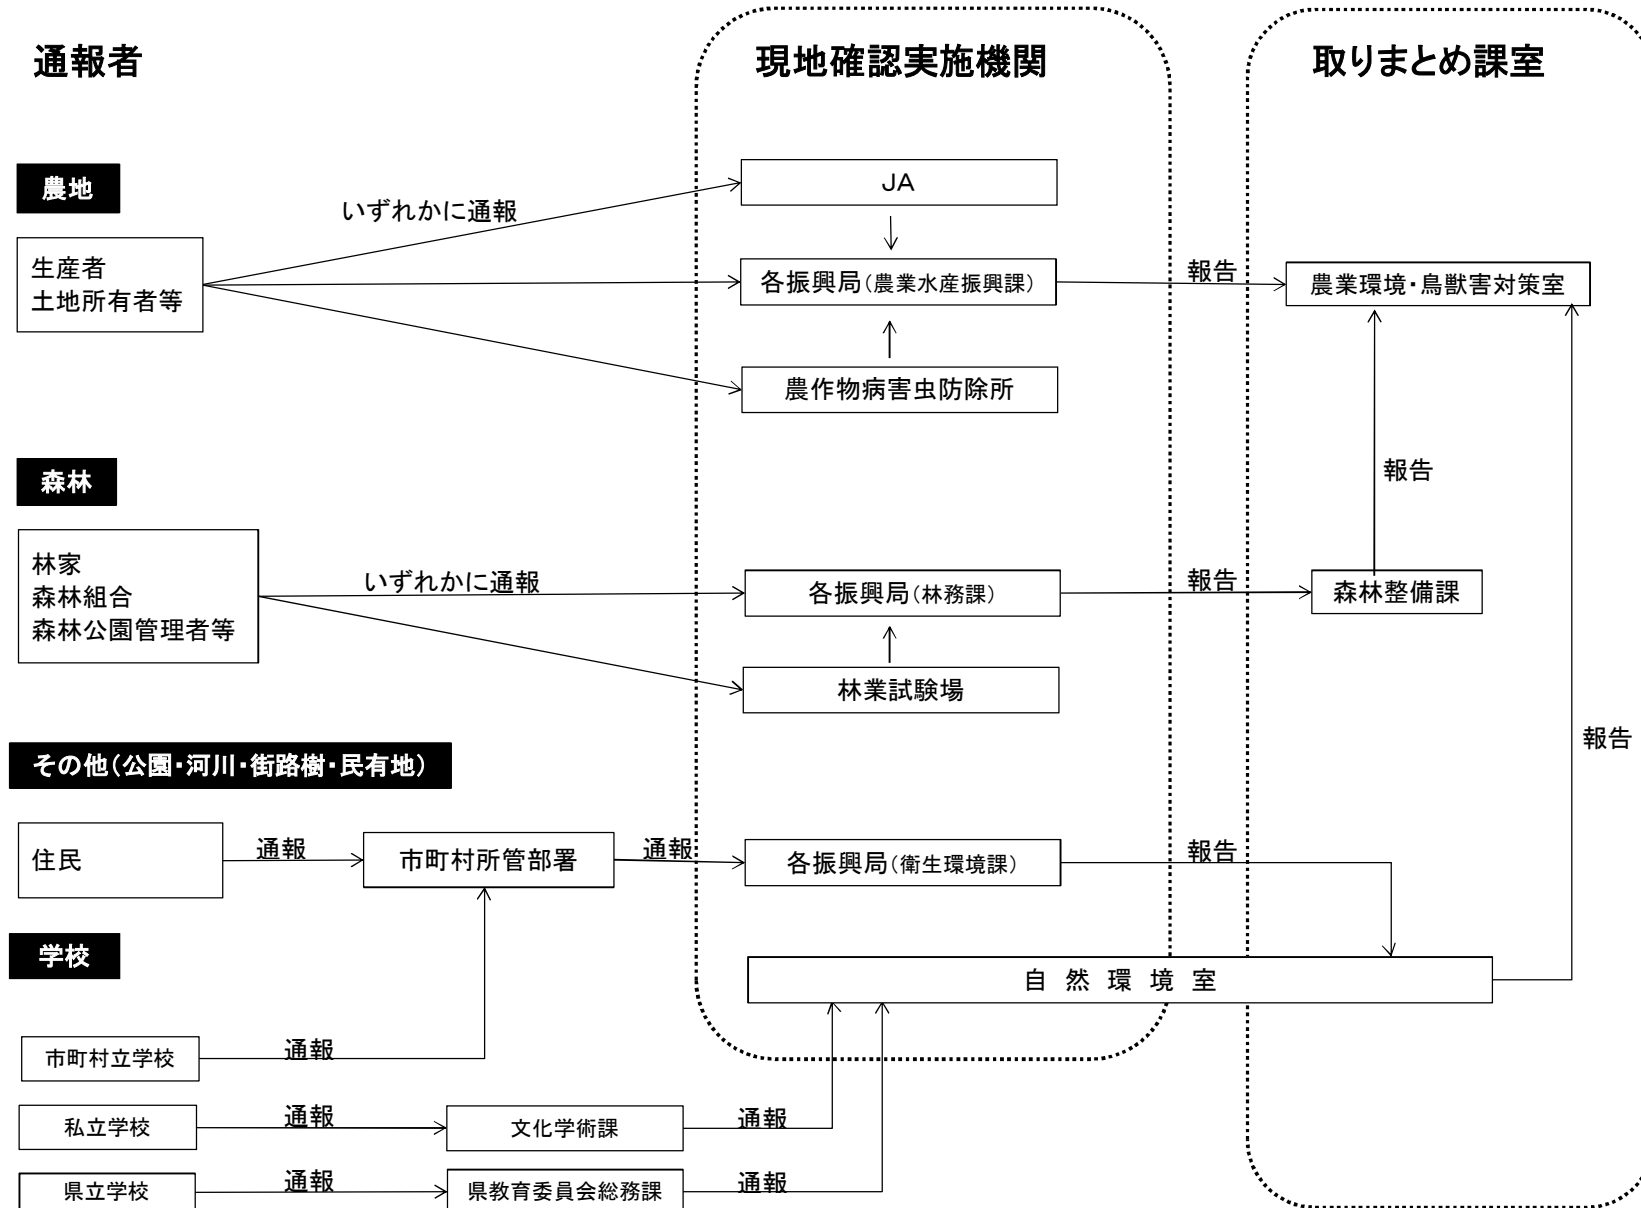 通報者
現地確認実施機関
取りまとめ課室
農地
いずれかに通報
JA
生産者
土地所有者等
各振興局(農業水産振興課)
報告
農業環境・鳥獣害対策室
農作物病害虫防除所
森林
報告
林家
森林組合
森林公園管理者等
いずれかに通報
各振興局(林務課)
報告
森林整備課
林業試験場
その他(公園・河川・街路樹・民有地)
報告
住民
通報
市町村所管部署
通報
各振興局(衛生環境課)
報告
学校
自然環境室
市町村立学校
通報
私立学校
通報
文化学術課
通報
県立学校
通報
県教育委員会総務課
通報